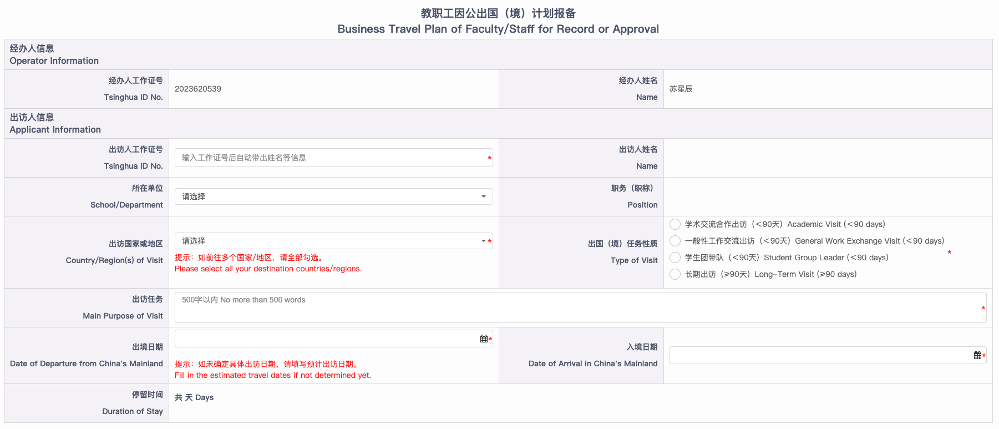 教职工因公出国（境）计划报备
Business Travel Plan of Faculty/Staff for Record or Approval
经办人信息
Operator Information
经办人工作证号
Tsinghua ID No.
2023620539
经办人姓名
Name
苏星辰
出访人信息
Applicant Information
出访人工作证号
Tsinghua ID No.
输入工作证号后自动带出姓名等信息
*
出访人姓名
Name
所在单位
School/Department
请选择
职务（职称）
Position
出访国家或地区
Country/Region(s) of Visit
请选择
*
提示：如前往多个国家/地区，请全部勾选。
Please select all your destination countries/regions.
出国（境）任务性质
Type of Visit
学术交流合作出访（<90天）Academic Visit (<90 days)
一般性工作交流出访（<90天）General Work Exchange Visit (<90 days)
学生团带队（<90天）Student Group Leader (<90 days)
长期出访（≥90天）Long-Term Visit (≥90 days)
*
出访任务
Main Purpose of Visit
500字以内 No more than 500 words
*
出境日期
Date of Departure from China's Mainland
*
提示：如未确定具体出访日期，请填写预计出访日期。
Fill in the estimated travel dates if not determined yet.
入境日期
Date of Arrival in China's Mainland
*
停留时间
Duration of Stay
共 天 Days